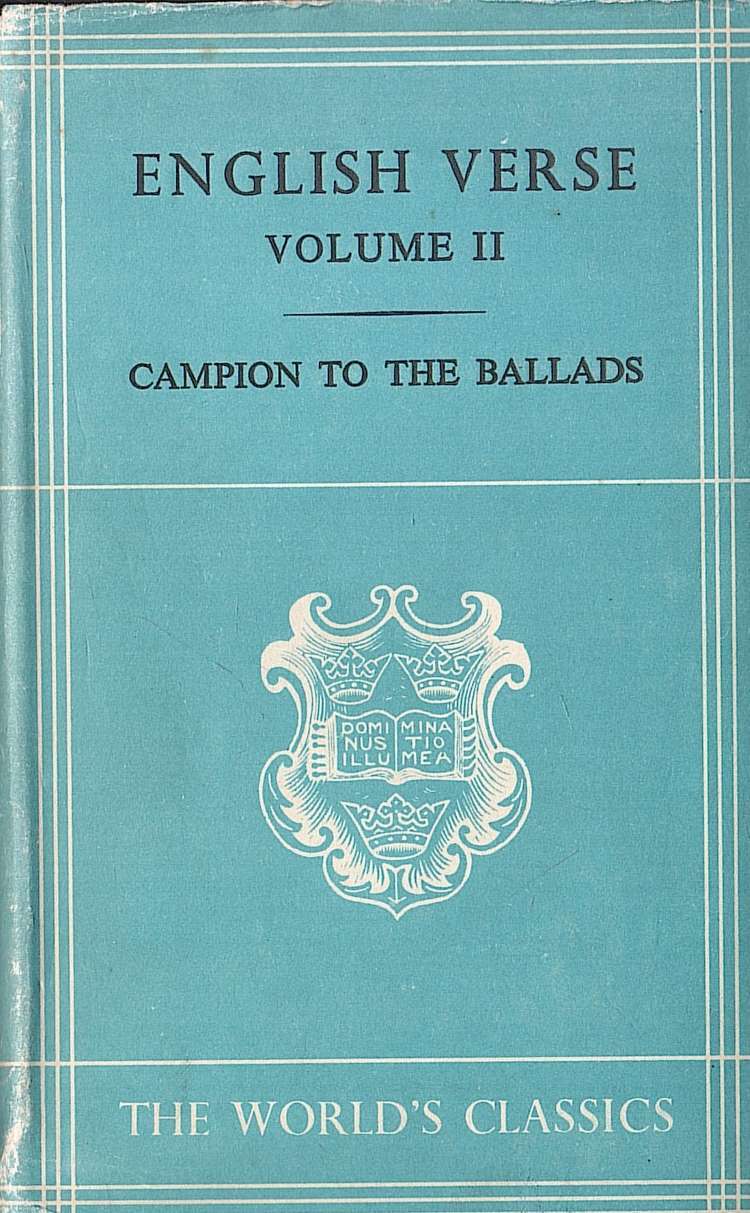 ENGLISH VERSE
VOLUME II
CAMPION TO THE BALLADS
DOMI MINA
NUS TIO
ILLU MEA
THE WORLD'S CLASSICS